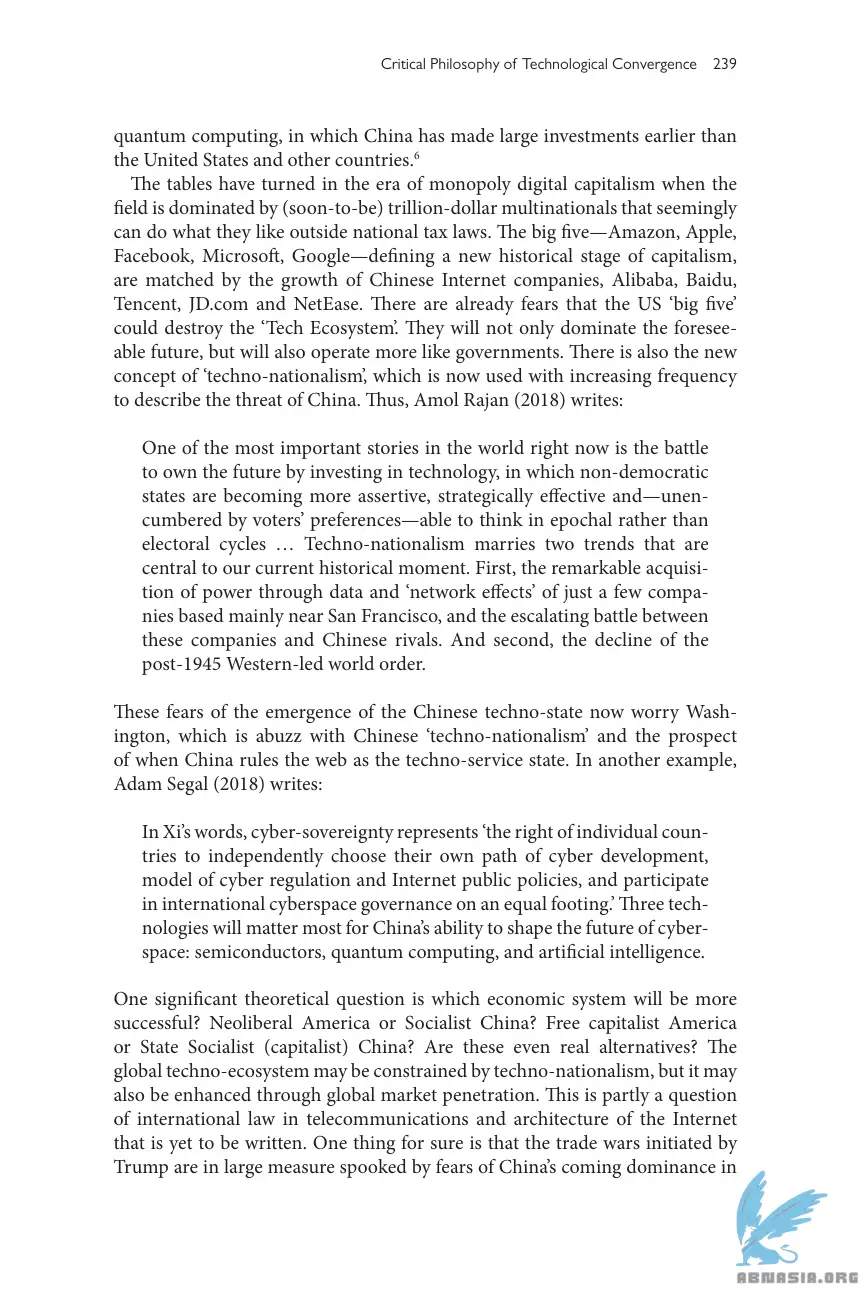 Critical Philosophy of Technological Convergence 239
quantum computing, in which China has made large investments earlier than
the United States and other countries.6
The tables have turned in the era of monopoly digital capitalism when the
field is dominated by (soon-to-be) trillion-dollar multinationals that seemingly
can do what they like outside national tax laws. The big five—Amazon, Apple,
Facebook, Microsoft, Google—defining a new historical stage of capitalism,
are matched by the growth of Chinese Internet companies, Alibaba, Baidu,
Tencent, JD.com and NetEase. There are already fears that the US ‘big five’
could destroy the ‘Tech Ecosystem’. They will not only dominate the foresee-
able future, but will also operate more like governments. There is also the new
concept of ‘techno-nationalism’, which is now used with increasing frequency
to describe the threat of China. Thus, Amol Rajan (2018) writes:
One of the most important stories in the world right now is the battle
to own the future by investing in technology, in which non-democratic
states are becoming more assertive, strategically effective and—unen-
cumbered by voters’ preferences—able to think in epochal rather than
electoral cycles … Techno-nationalism marries two trends that are
central to our current historical moment. First, the remarkable acquisi-
tion of power through data and ‘network effects’ of just a few compa-
nies based mainly near San Francisco, and the escalating battle between
these companies and Chinese rivals. And second, the decline of the
post-1945 Western-led world order.
These fears of the emergence of the Chinese techno-state now worry Wash-
ington, which is abuzz with Chinese ‘techno-nationalism’ and the prospect
of when China rules the web as the techno-service state. In another example,
Adam Segal (2018) writes:
In Xi’s words, cyber-sovereignty represents ‘the right of individual coun-
tries to independently choose their own path of cyber development,
model of cyber regulation and Internet public policies, and participate
in international cyberspace governance on an equal footing.’ Three tech-
nologies will matter most for China’s ability to shape the future of cyber-
space: semiconductors, quantum computing, and artificial intelligence.
One significant theoretical question is which economic system will be more
successful? Neoliberal America or Socialist China? Free capitalist America
or State Socialist (capitalist) China? Are these even real alternatives? The
global techno-ecosystem may be constrained by techno-nationalism, but it may
also be enhanced through global market penetration. This is partly a question
of international law in telecommunications and architecture of the Internet
that is yet to be written. One thing for sure is that the trade wars initiated by
Trump are in large measure spooked by fears of China’s coming dominance in
ABNASIA.ORG